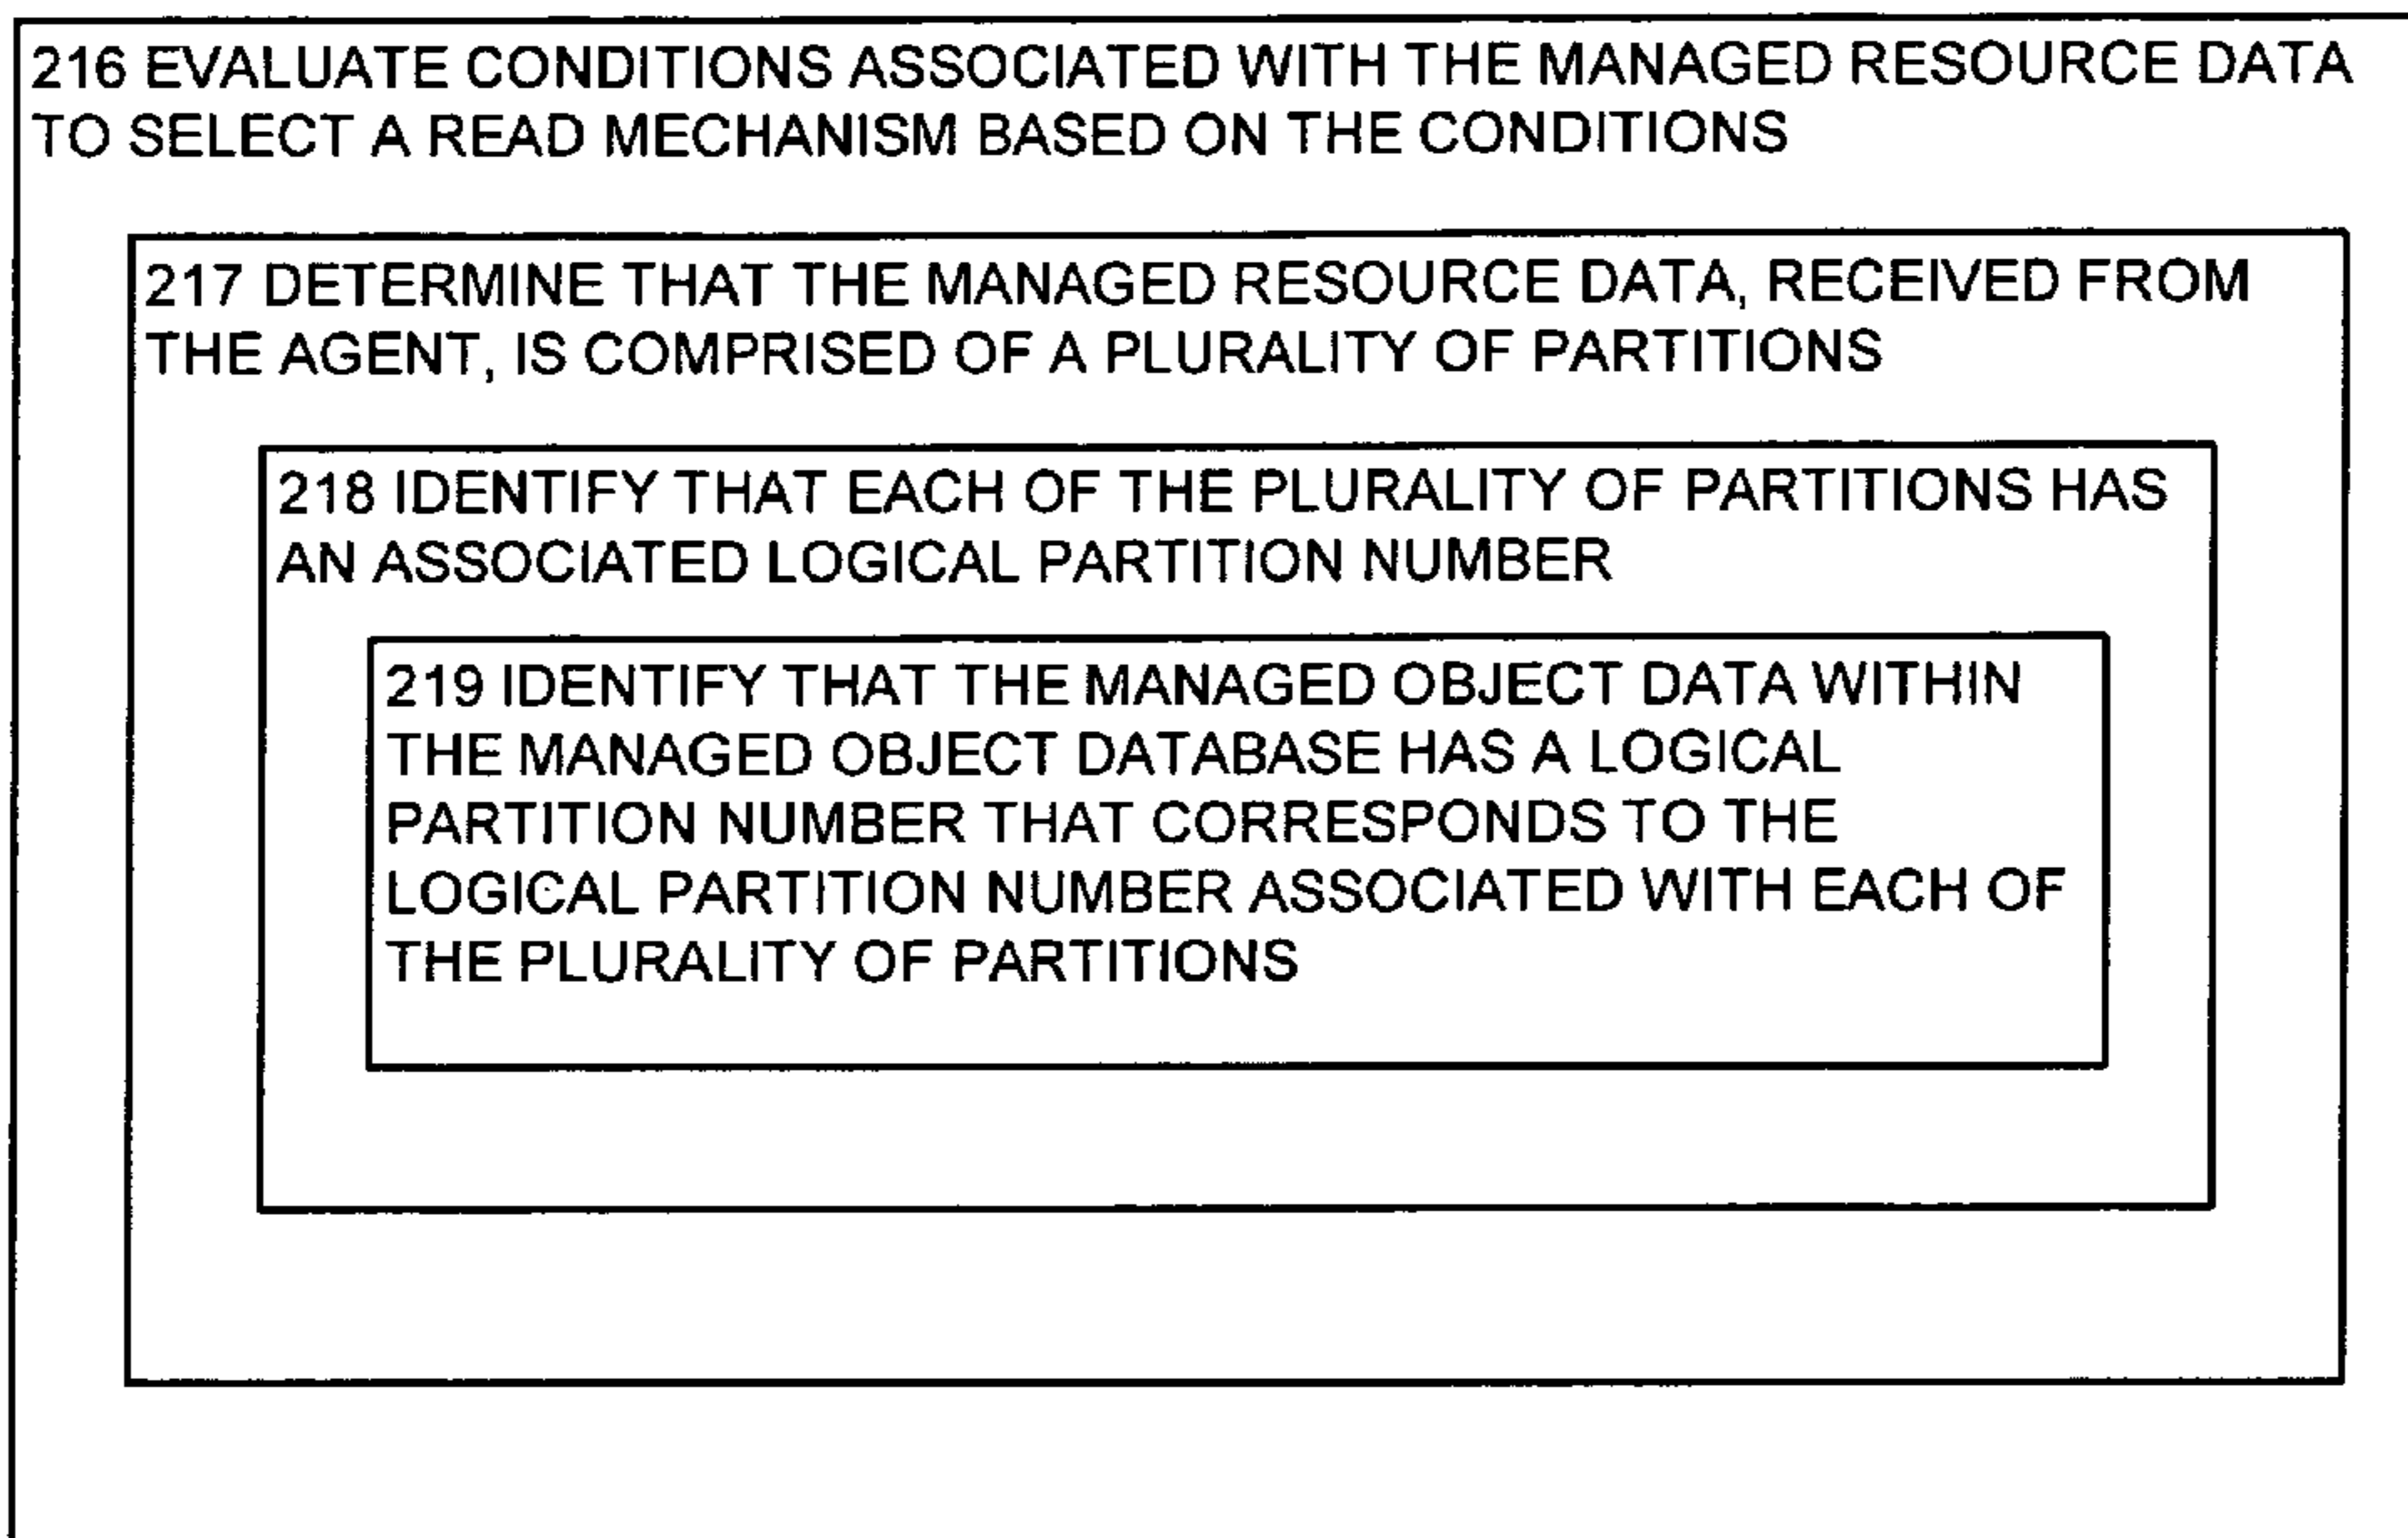 216 EVALUATE CONDITIONS ASSOCIATED WITH THE MANAGED RESOURCE DATA
TO SELECT A READ MECHANISM BASED ON THE CONDITIONS
217 DETERMINE THAT THE MANAGED RESOURCE DATA, RECEIVED FROM
THE AGENT, IS COMPRISED OF A PLURALITY OF PARTITIONS
218 IDENTIFY THAT EACH OF THE PLURALITY OF PARTITIONS HAS
AN ASSOCIATED LOGICAL PARTITION NUMBER
219 IDENTIFY THAT THE MANAGED OBJECT DATA WITHIN
THE MANAGED OBJECT DATABASE HAS A LOGICAL
PARTITION NUMBER THAT CORRESPONDS TO THE
LOGICAL PARTITION NUMBER ASSOCIATED WITH EACH OF
THE PLURALITY OF PARTITIONS